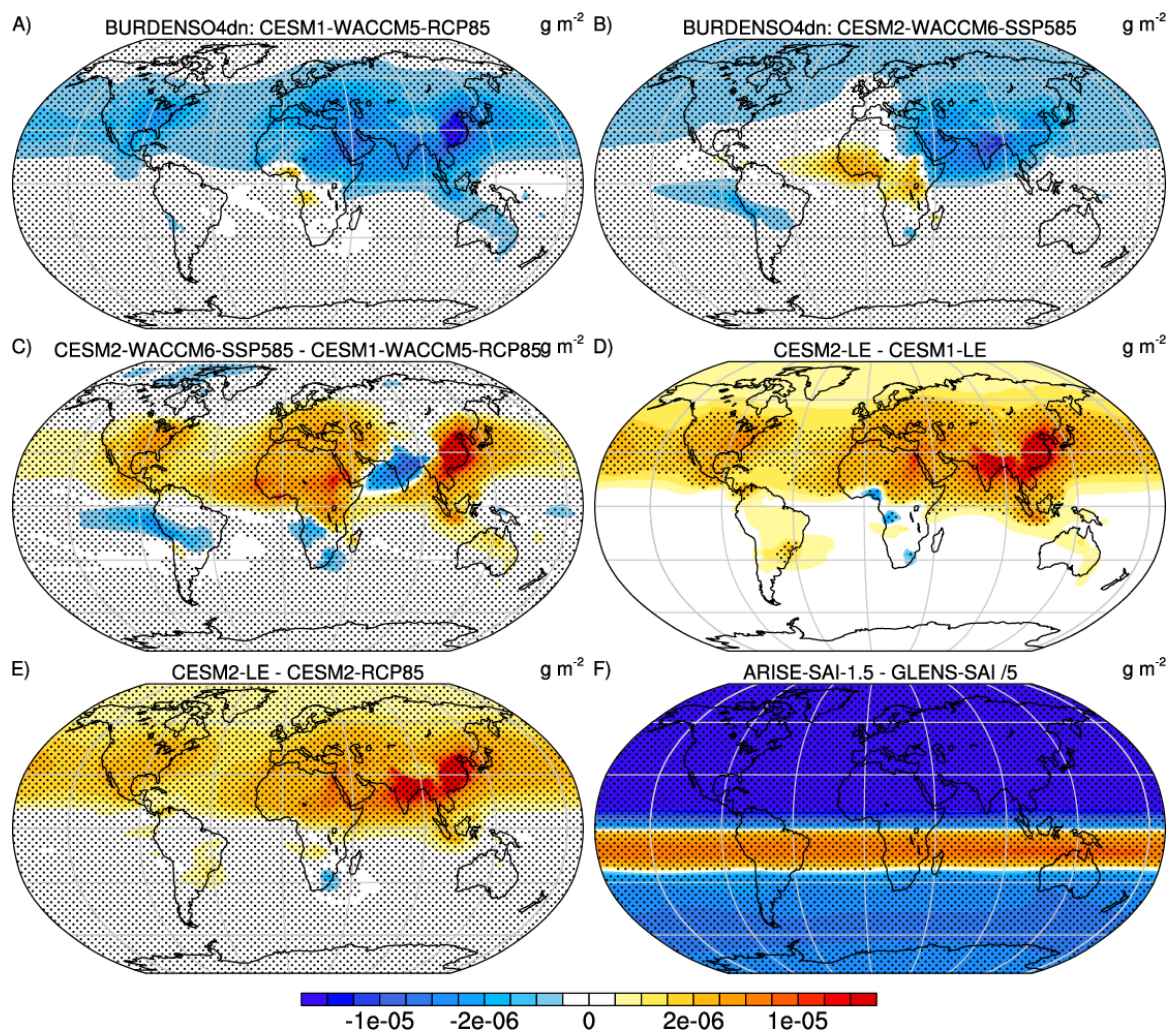 A) BURDENSO4dn: CESM1-WACCM5-RCP85 g m-2
B) BURDENSO4dn: CESM2-WACCM6-SSP585 g m-2
C) CESM2-WACCM6-SSP585 - CESM1-WACCM5-RCP85 g m-2
D) CESM2-LE - CESM1-LE g m-2
E) CESM2-LE - CESM2-RCP85 g m-2
F) ARISE-SAI-1.5 - GLENS-SAI /5 g m-2
-1e-05 -2e-06 0 2e-06 1e-05